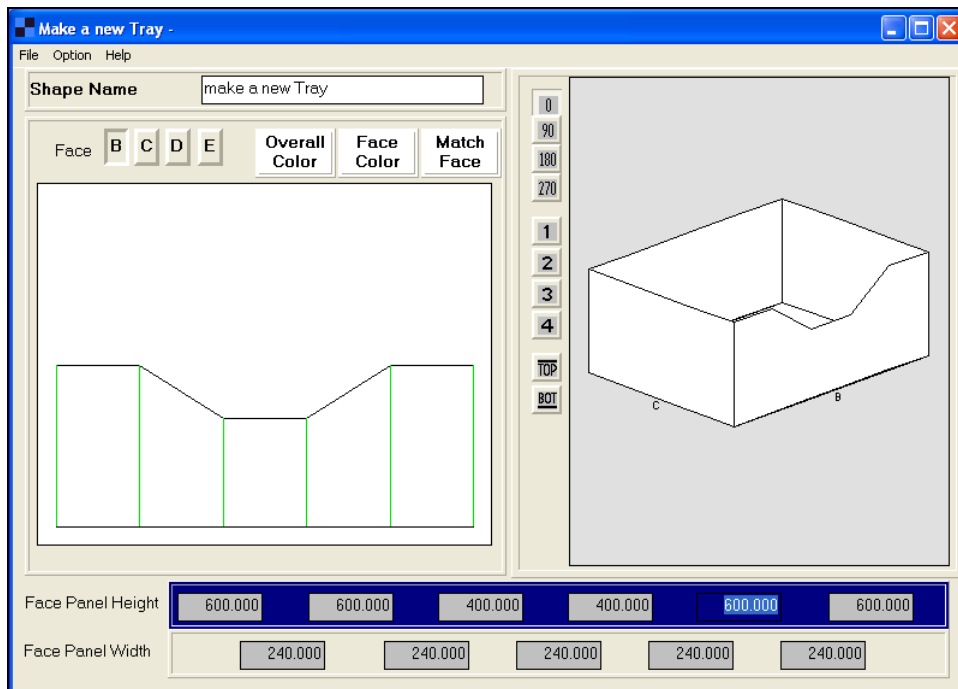 Make a new Tray -
File Option Help
Shape Name make a new Tray
Face B C D E
Overall Color
Face Color
Match Face
0
90
180
270
1
2
3
4
TOP
BOT
C
B
Face Panel Height 600.000 600.000 400.000 400.000 600.000 600.000
Face Panel Width 240.000 240.000 240.000 240.000 240.000